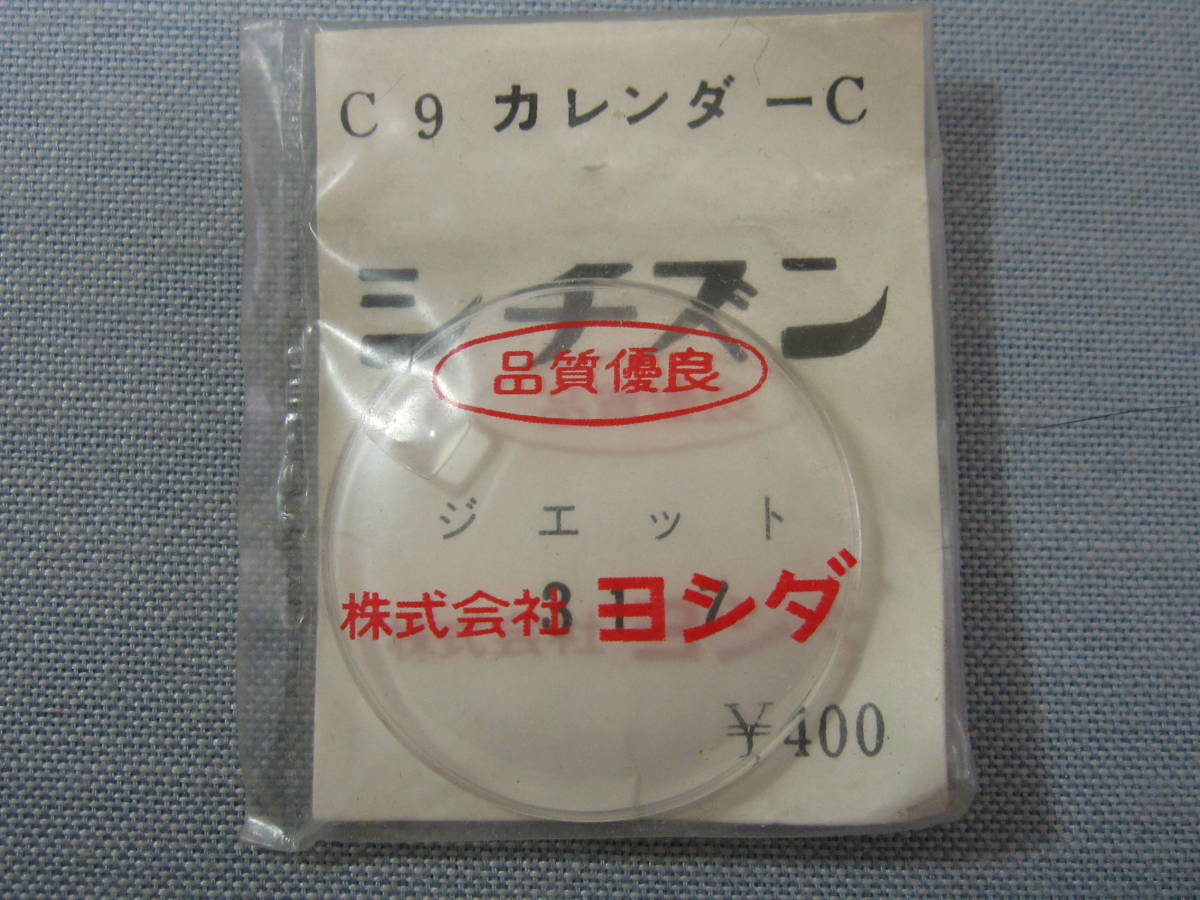 C 9 カレンダーC
シチズン
品質優良
ジエット
株式会社 ヨシダ
¥400